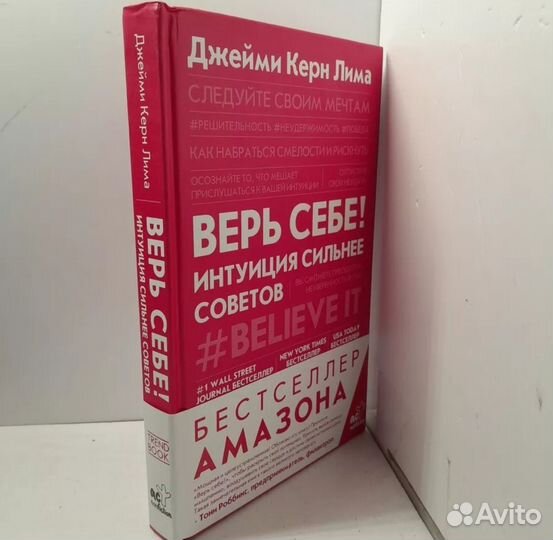 Джейми Керн Лима
ВЕРЬ СЕБЕ!
ИНТУИЦИЯ СИЛЬНЕЕ СОВЕТОВ
TREND
BOOK
Джейми Керн Лима
СЛЕДУЙТЕ СВОИМ МЕЧТАМ
#РЕШИТЕЛЬНОСТЬ #НЕУДЕРЖИМОСТЬ #ПОБЕДА
КАК НАБРАТЬСЯ СМЕЛОСТИ И РИСКНУТЬ
ОСОЗНАЙТЕ ТО, ЧТО МЕШАЕТ
ПРИСЛУШАТЬСЯ К ВАШЕЙ ИНТУИЦИИ
ВЕРЬ СЕБЕ!
ИНТУИЦИЯ СИЛЬНЕЕ
СОВЕТОВ
#BELIEVE IT
#1 WALL STREET
JOURNAL БЕСТСЕЛЛЕР
NEW YORK TIMES
БЕСТСЕЛЛЕР
USA TODAY
БЕСТСЕЛЛЕР
БЕСТСЕЛЛЕР
АМАЗОНА
- Тони Роббинс, предприниматель, филантроп
Avito